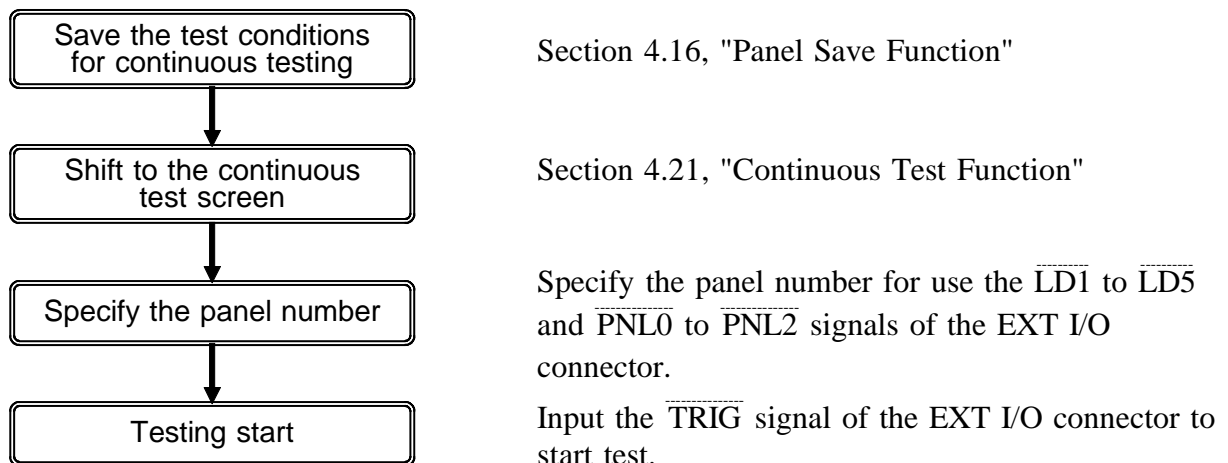 Save the test conditions
for continuous testing
Section 4.16, "Panel Save Function"
Shift to the continuous
test screen
Section 4.21, "Continuous Test Function"
Specify the panel number
Specify the panel number for use the LD1 to LD5
and PNL0 to PNL2 signals of the EXT I/O
connector.
Testing start
Input the TRIG signal of the EXT I/O connector to
start test.